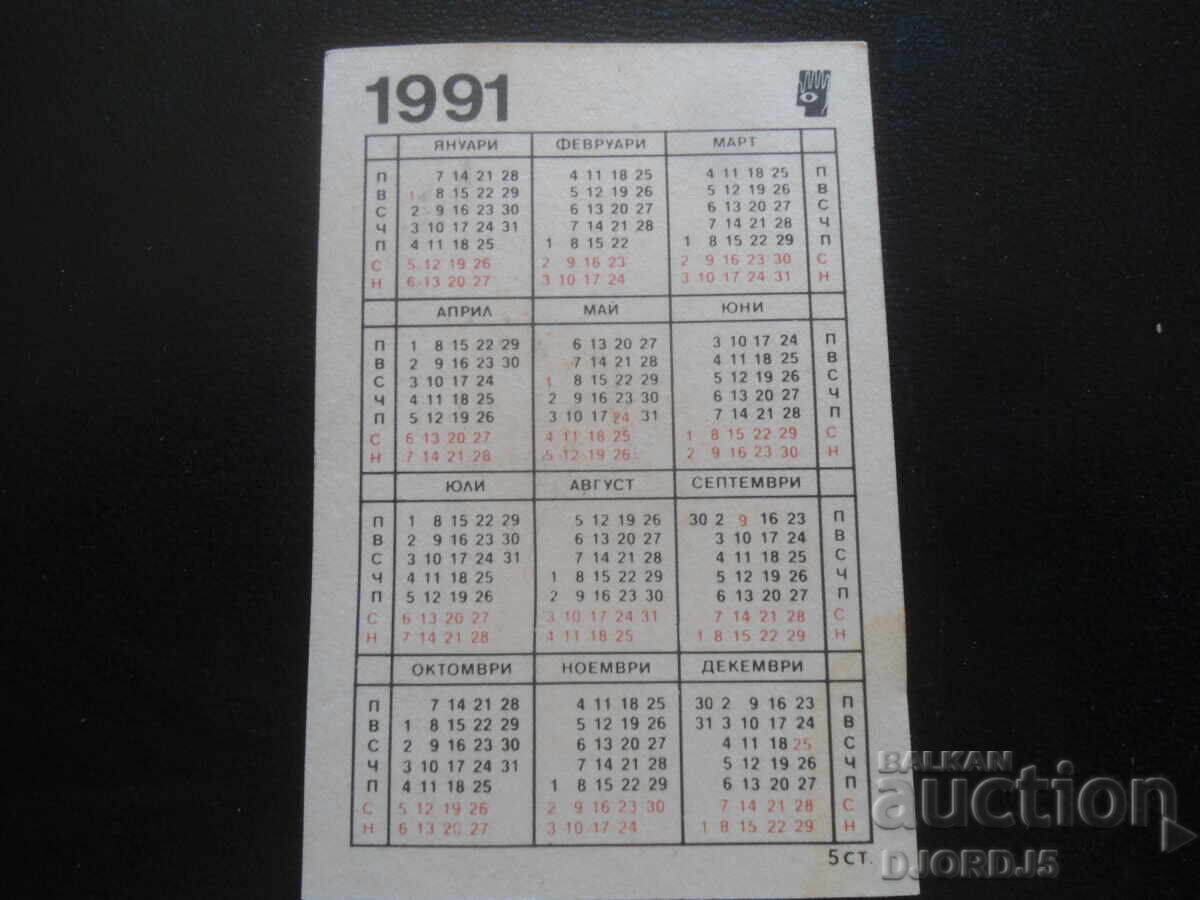 1991
ЯНУАРИ ФЕВРУАРИ МАРТ
П 7 14 21 28 4 11 18 25 4 11 18 25 П
В 1 8 15 22 29 5 12 19 26 5 12 19 26 В
С 2 9 16 23 30 6 13 20 27 6 13 20 27 С
Ч 3 10 17 24 31 7 14 21 28 7 14 21 28 Ч
П 4 11 18 25 1 8 15 22 1 8 15 22 29 П
С 5 12 19 26 2 9 16 23 2 9 16 23 30 С
Н 6 13 20 27 3 10 17 24 3 10 17 24 31 Н
АПРИЛ МАЙ ЮНИ
П 1 8 15 22 29 6 13 20 27 3 10 17 24 П
В 2 9 16 23 30 7 14 21 28 4 11 18 25 В
С 3 10 17 24 1 8 15 22 29 5 12 19 26 С
Ч 4 11 18 25 2 9 16 23 30 6 13 20 27 Ч
П 5 12 19 26 3 10 17 24 31 7 14 21 28 П
С 6 13 20 27 4 11 18 25 1 8 15 22 29 С
Н 7 14 21 28 5 12 19 26 2 9 16 23 30 Н
ЮЛИ АВГУСТ СЕПТЕМВРИ
П 1 8 15 22 29 5 12 19 26 30 2 9 16 23 П
В 2 9 16 23 30 6 13 20 27 3 10 17 24 В
С 3 10 17 24 31 7 14 21 28 4 11 18 25 С
Ч 4 11 18 25 1 8 15 22 29 5 12 19 26 Ч
П 5 12 19 26 2 9 16 23 30 6 13 20 27 П
С 6 13 20 27 3 10 17 24 31 7 14 21 28 С
Н 7 14 21 28 4 11 18 25 1 8 15 22 29 Н
ОКТОМВРИ НОЕМВРИ ДЕКЕМВРИ
П 7 14 21 28 4 11 18 25 30 2 9 16 23 П
В 1 8 15 22 29 5 12 19 26 31 3 10 17 24 В
С 2 9 16 23 30 6 13 20 27 4 11 18 25 С
Ч 3 10 17 24 31 7 14 21 28 5 12 19 26 Ч
П 4 11 18 25 1 8 15 22 29 6 13 20 27 П
С 5 12 19 26 2 9 16 23 30 7 14 21 28 С
Н 6 13 20 27 3 10 17 24 1 8 15 22 29 Н
5 СТ.
BALKAN
auction
DJORDJ5